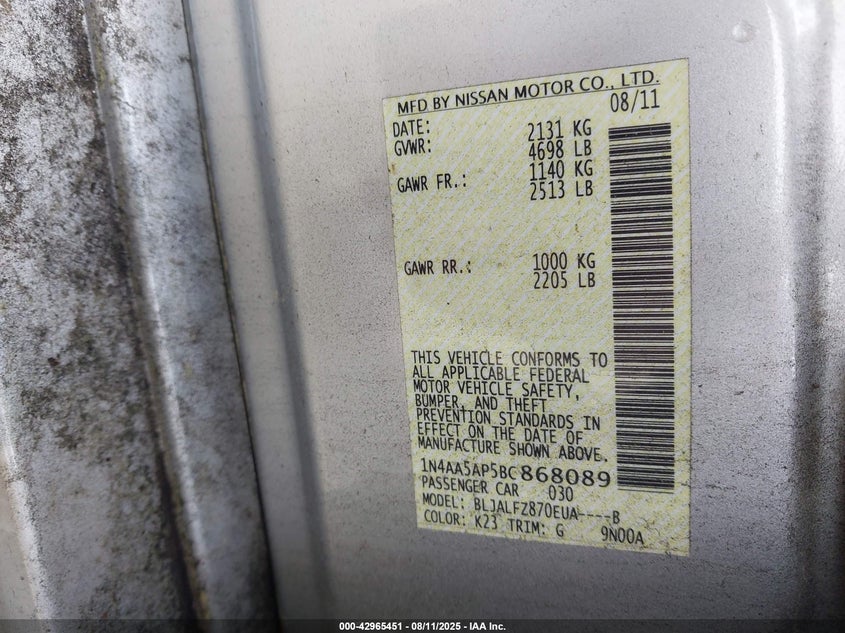 MFD BY NISSAN MOTOR CO., LTD.
08/11
DATE: 2131 KG
GVWR: 4698 LB
1140 KG
GAWR FR.: 2513 LB
GAWR RR.: 1000 KG
2205 LB
THIS VEHICLE CONFORMS TO
ALL APPLICABLE FEDERAL
MOTOR VEHICLE SAFETY,
BUMPER, AND THEFT
PREVENTION STANDARDS IN
EFFECT ON THE DATE OF
MANUFACTURE SHOWN ABOVE.
1N4AA5AP5BC868089
PASSENGER CAR 030
MODEL: BLJALFZ870EUA----B
COLOR: K23 TRIM: G 9N00A
000-42965451 - 08/11/2025 - IAA Inc.